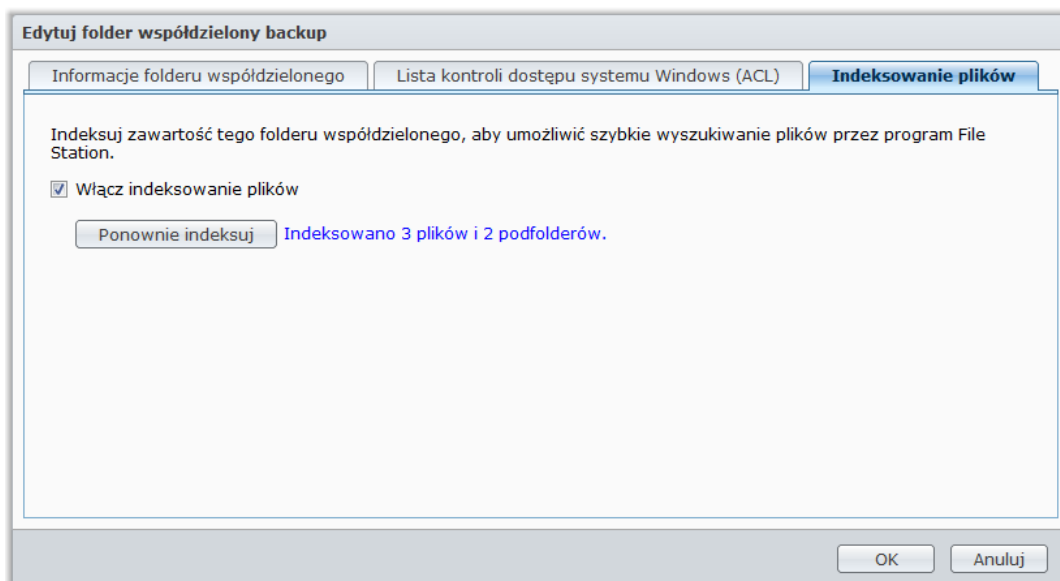 Edytuj folder współdzielony backup
Informacje folderu współdzielonego
Lista kontroli dostępu systemu Windows (ACL)
Indeksowanie plików
Indeksuj zawartość tego folderu współdzielonego, aby umożliwić szybkie wyszukiwanie plików przez program File
Station.
Włącz indeksowanie plików
Ponownie indeksuj
Indeksowano 3 plików i 2 podfolderów.
OK
Anuluj